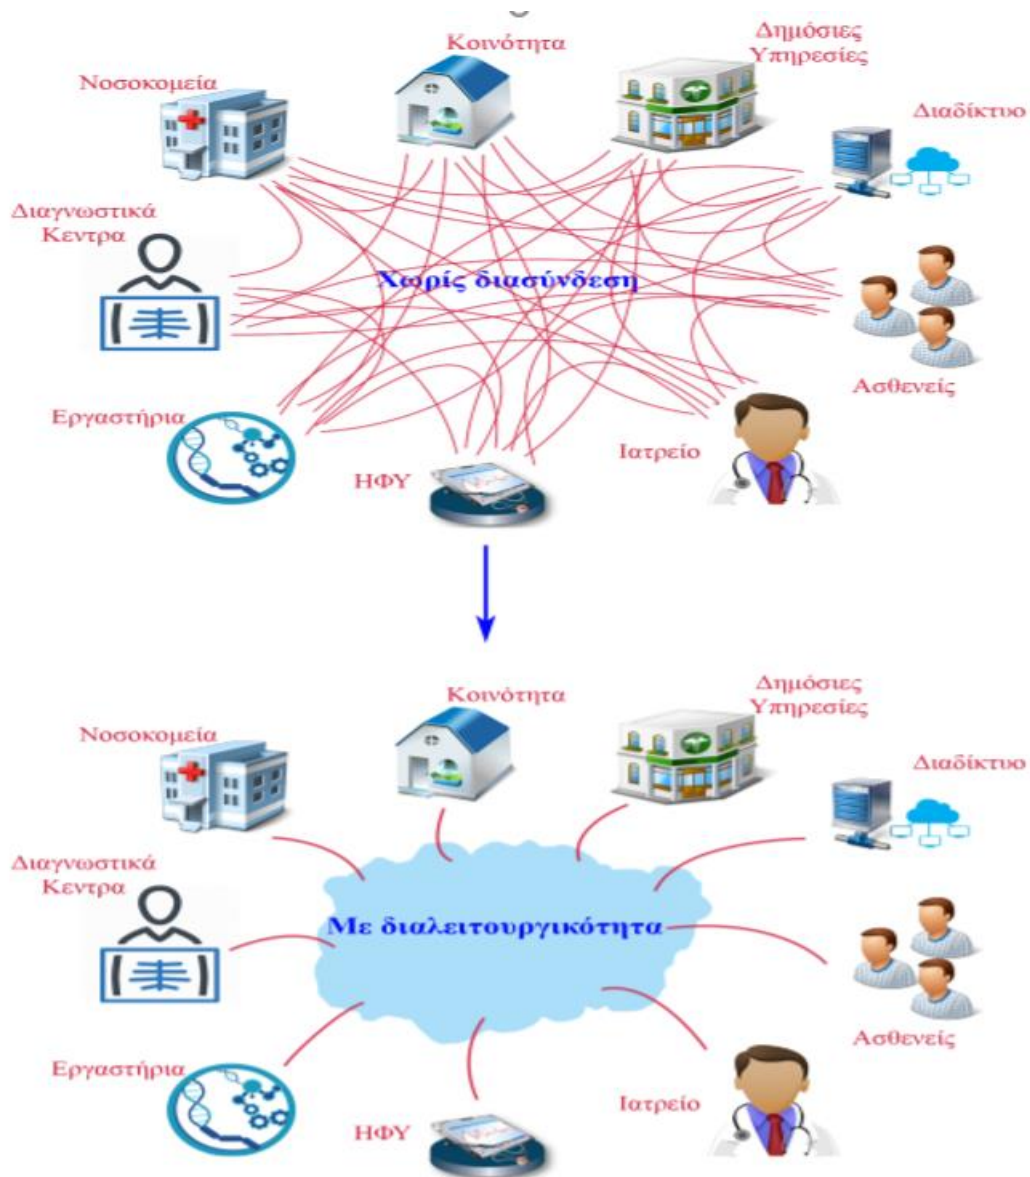 Κοινότητα
Δημόσιες
Υπηρεσίες
Νοσοκομεία
Διαδίκτυο
Διαγνωστικά
Κεντρα
Χωρίς διασύνδεση
Ασθενείς
Εργαστήρια
Ιατρείο
ΗΦΥ
Κοινότητα
Δημόσιες
Υπηρεσίες
Νοσοκομεία
Διαδίκτυο
Διαγνωστικά
Κεντρα
Με διαλειτουργικότητα
Ασθενείς
Εργαστήρια
Ιατρείο
ΗΦΥ